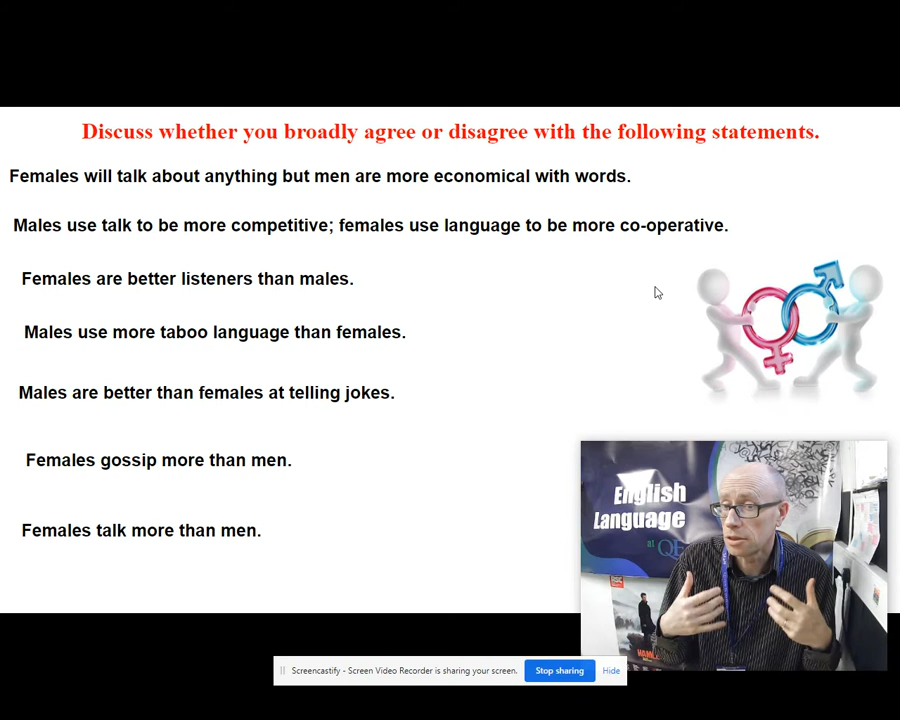 Discuss whether you broadly agree or disagree with the following statements.
Females will talk about anything but men are more economical with words.
Males use talk to be more competitive; females use language to be more co-operative.
Females are better listeners than males.
Males use more taboo language than females.
Males are better than females at telling jokes.
Females gossip more than men.
Females talk more than men.
English
Language
at QE
Screencastify - Screen Video Recorder is sharing your screen.
Stop sharing
Hide